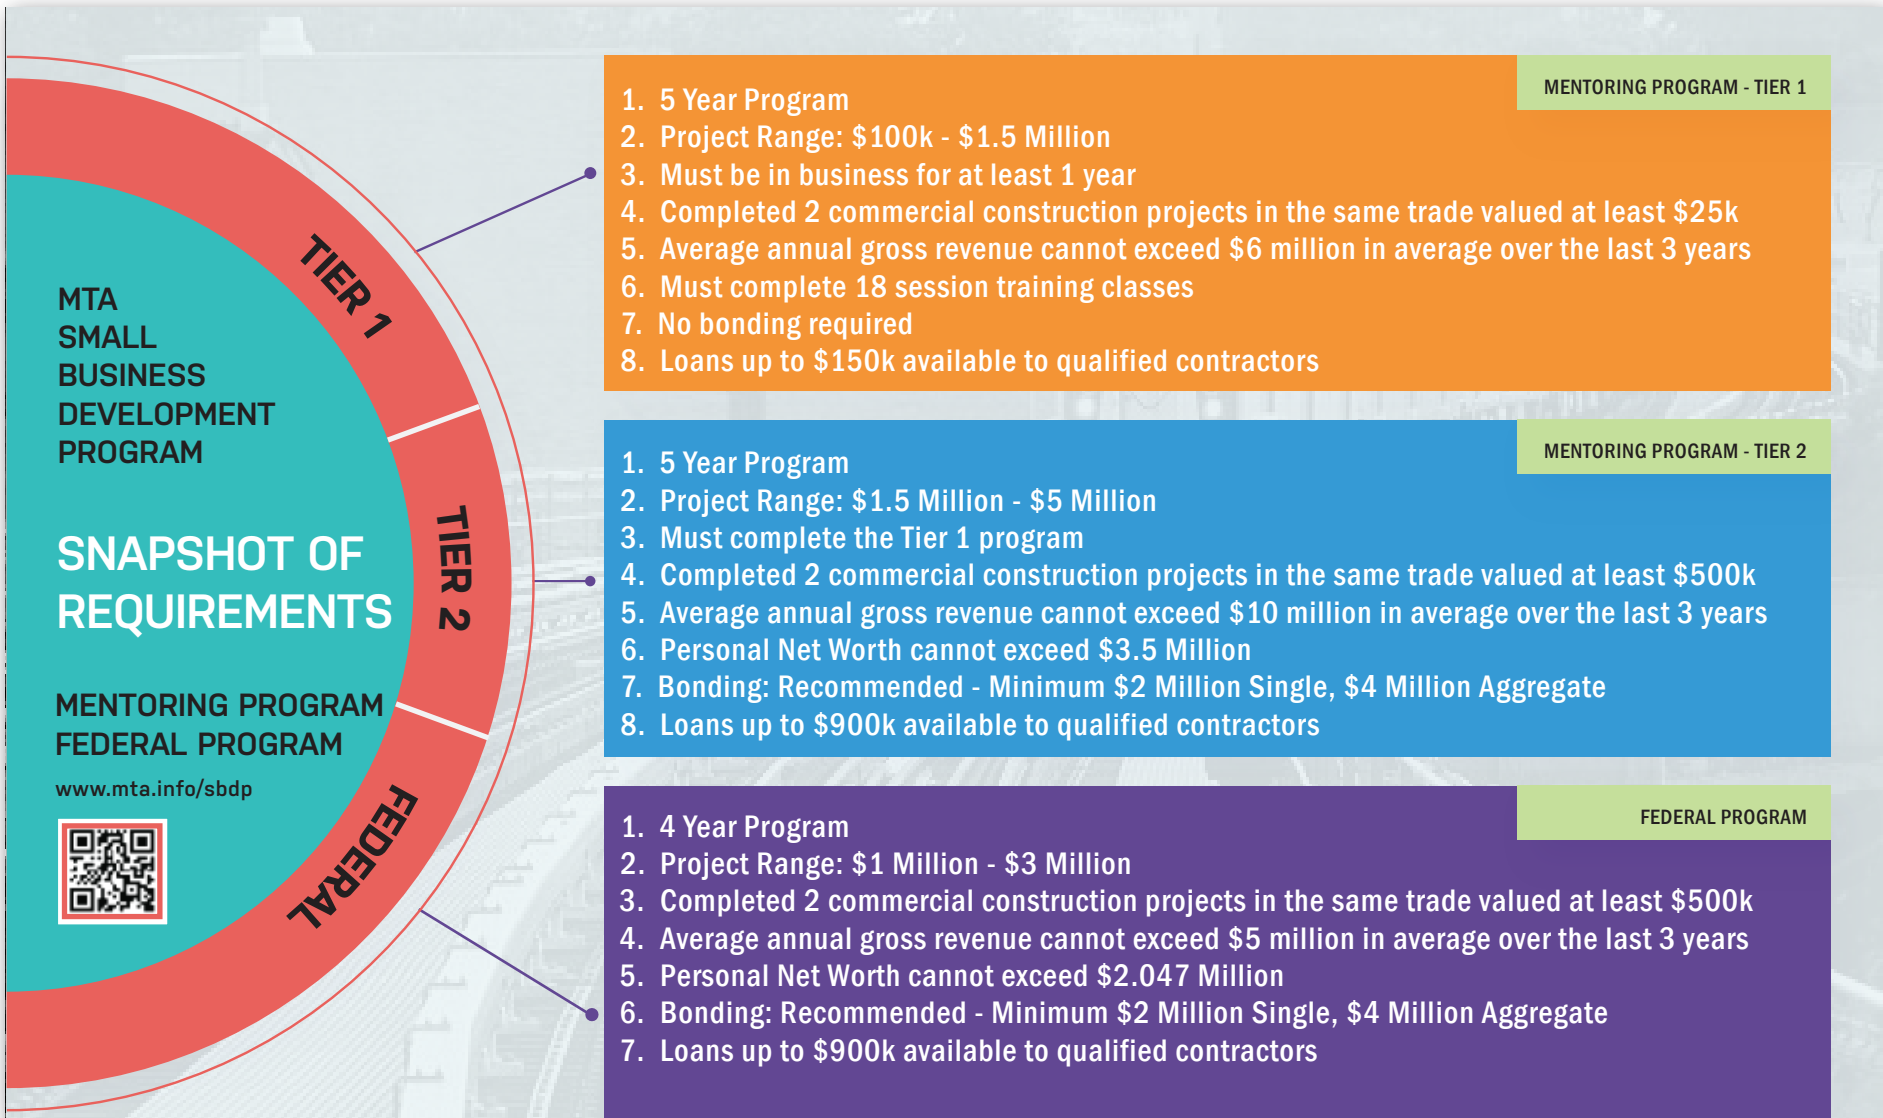 MTA
SMALL
BUSINESS
DEVELOPMENT
PROGRAM
SNAPSHOT OF
REQUIREMENTS
MENTORING PROGRAM
FEDERAL PROGRAM
www.mta.info/sbdp
TIER 1
TIER 2
FEDERAL
MENTORING PROGRAM - TIER 1
1. 5 Year Program
2. Project Range: $100k - $1.5 Million
3. Must be in business for at least 1 year
4. Completed 2 commercial construction projects in the same trade valued at least $25k
5. Average annual gross revenue cannot exceed $6 million in average over the last 3 years
6. Must complete 18 session training classes
7. No bonding required
8. Loans up to $150k available to qualified contractors
MENTORING PROGRAM - TIER 2
1. 5 Year Program
2. Project Range: $1.5 Million - $5 Million
3. Must complete the Tier 1 program
4. Completed 2 commercial construction projects in the same trade valued at least $500k
5. Average annual gross revenue cannot exceed $10 million in average over the last 3 years
6. Personal Net Worth cannot exceed $3.5 Million
7. Bonding: Recommended - Minimum $2 Million Single, $4 Million Aggregate
8. Loans up to $900k available to qualified contractors
FEDERAL PROGRAM
1. 4 Year Program
2. Project Range: $1 Million - $3 Million
3. Completed 2 commercial construction projects in the same trade valued at least $500k
4. Average annual gross revenue cannot exceed $5 million in average over the last 3 years
5. Personal Net Worth cannot exceed $2.047 Million
6. Bonding: Recommended - Minimum $2 Million Single, $4 Million Aggregate
7. Loans up to $900k available to qualified contractors